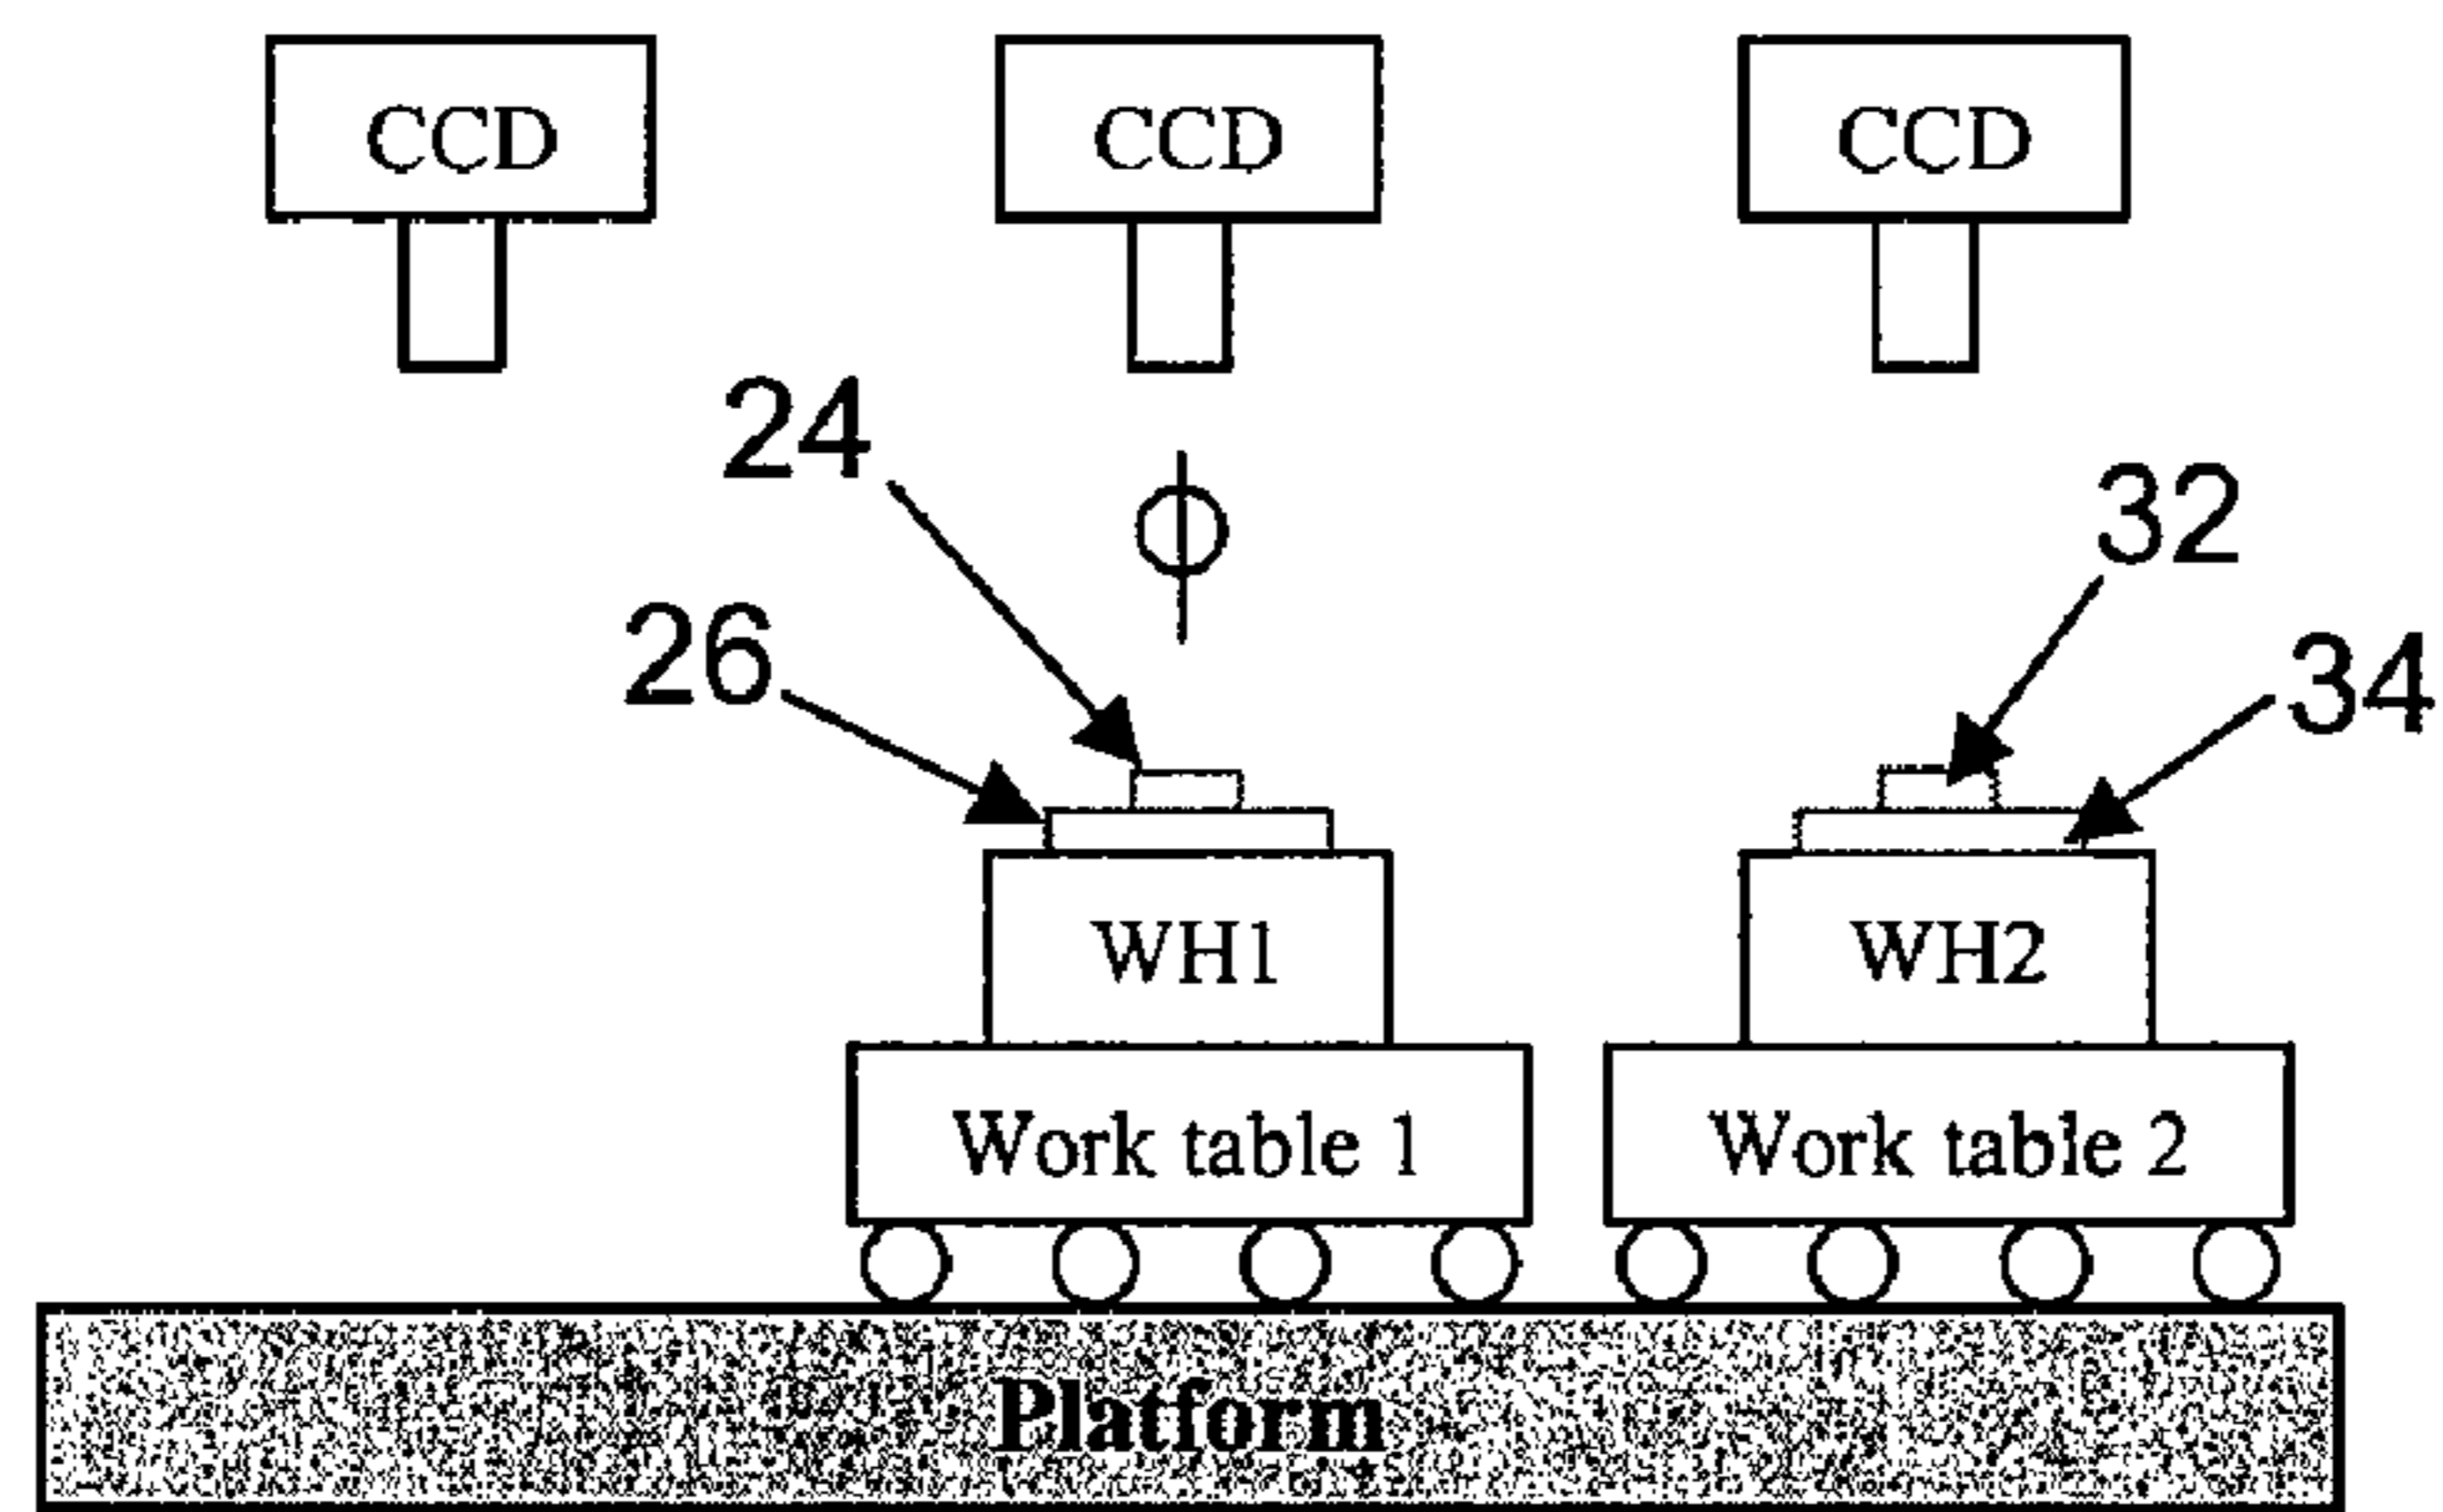 CCD CCD CCD
24
32
26
34
WH1 WH2
Work table 1 Work table 2
Platform